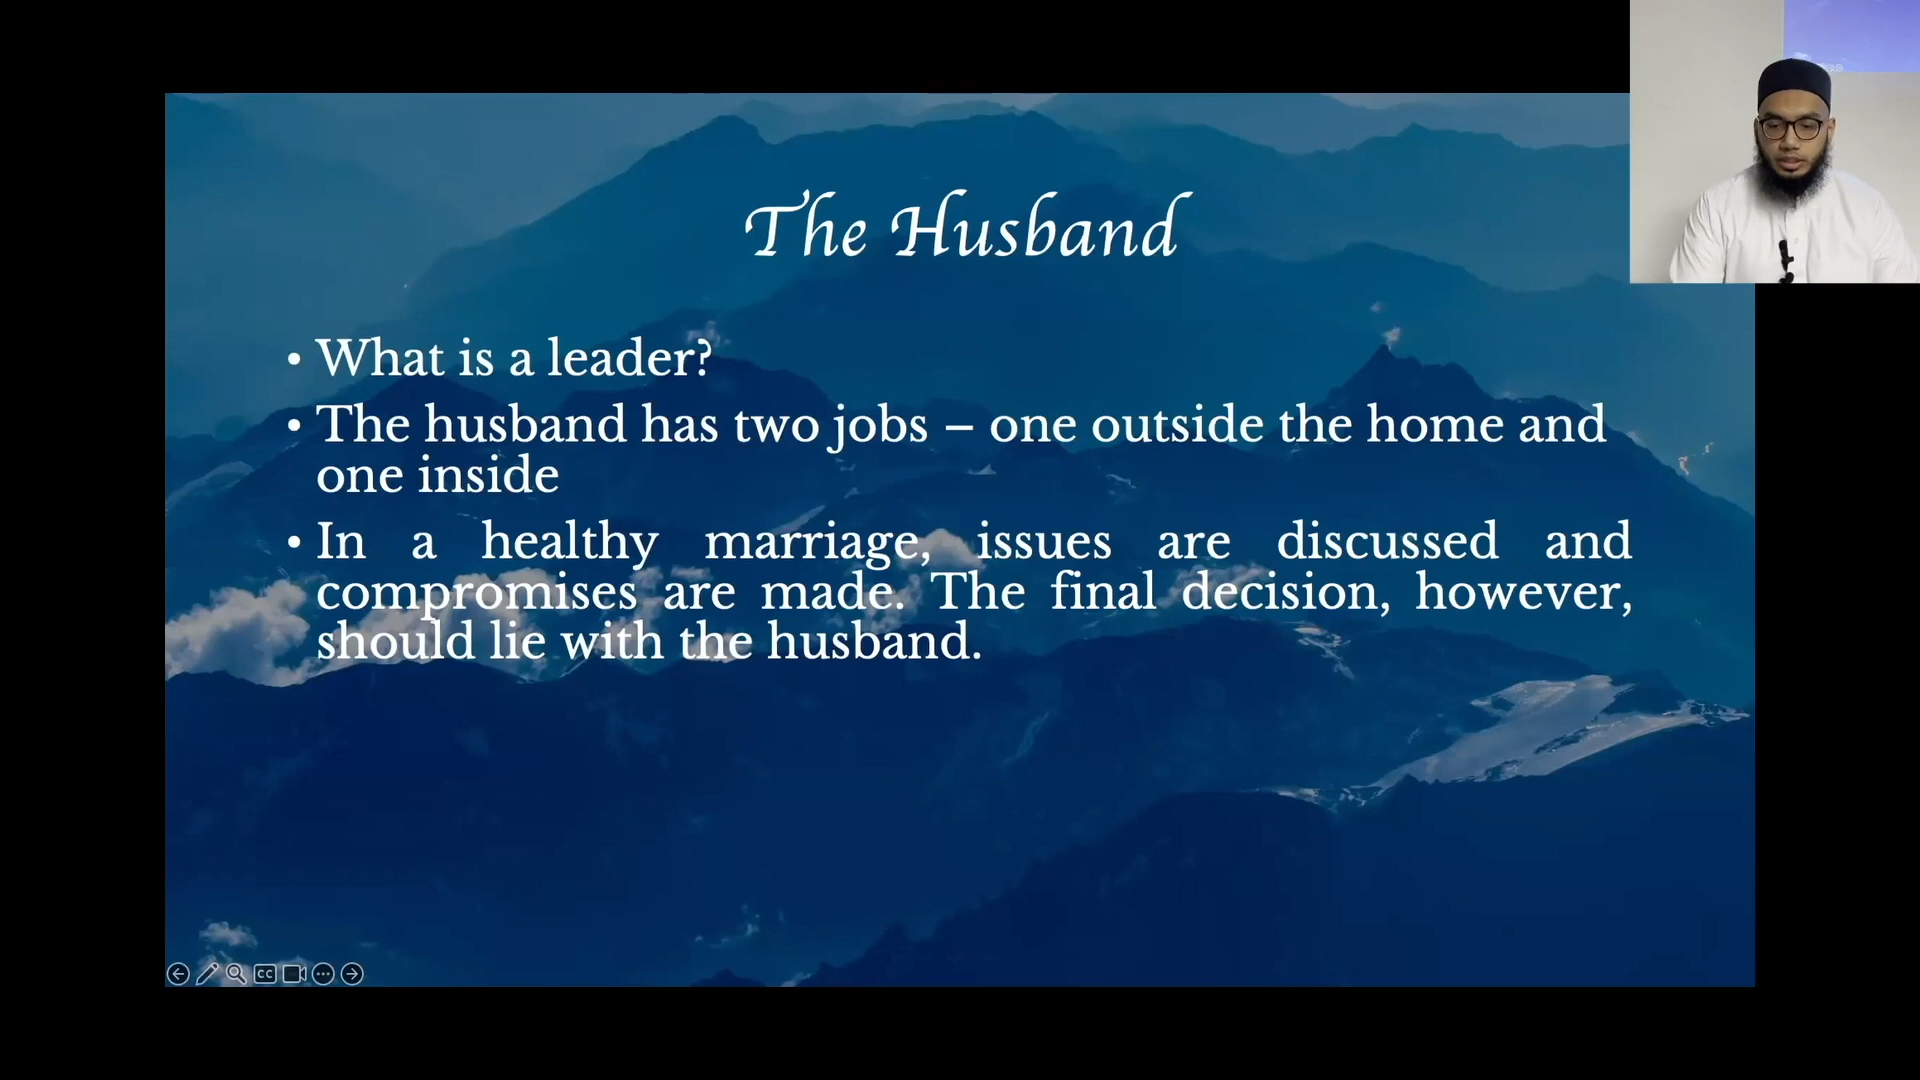 The Husband
• What is a leader?
• The husband has two jobs – one outside the home and
one inside
• In a healthy marriage, issues are discussed and
compromises are made. The final decision, however,
should lie with the husband.
CC